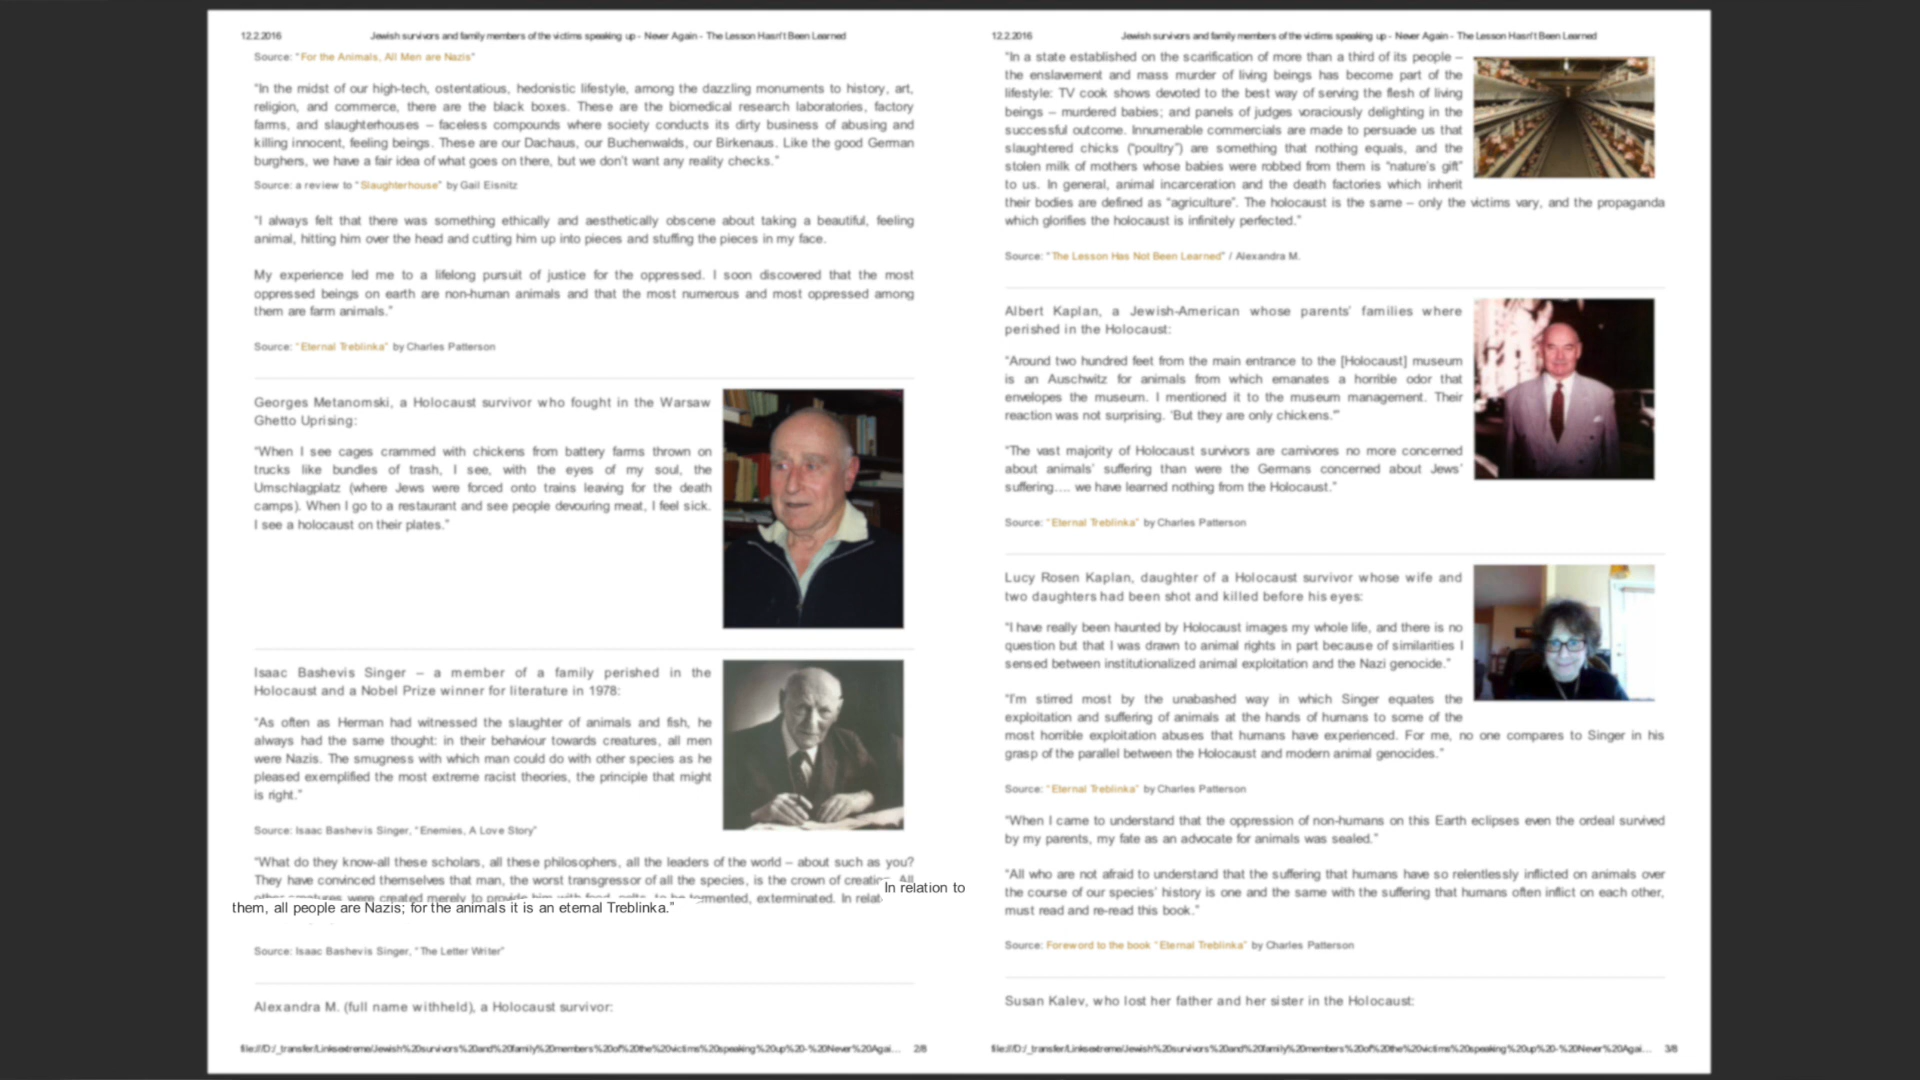 12.2.2016 Jewish survivors and family members of the victims speaking up - Never Again - The Lesson Hasn't Been Learned
Source: "For the Animals, All Men are Nazis"
"In the midst of our high-tech, ostentatious, hedonistic lifestyle, among the dazzling monuments to history, art,
religion, and commerce, there are the black boxes. These are the biomedical research laboratories, factory
farms, and slaughterhouses – faceless compounds where society conducts its dirty business of abusing and
killing innocent, feeling beings. These are our Dachaus, our Buchenwalds, our Birkenaus. Like the good German
burghers, we have a fair idea of what goes on there, but we don't want any reality checks."
Source: a review to "Slaughterhouse" by Gail Eisnitz
"I always felt that there was something ethically and aesthetically obscene about taking a beautiful, feeling
animal, hitting him over the head and cutting him up into pieces and stuffing the pieces in my face.
My experience led me to a lifelong pursuit of justice for the oppressed. I soon discovered that the most
oppressed beings on earth are non-human animals and that the most numerous and most oppressed among
them are farm animals."
Source: "Eternal Treblinka" by Charles Patterson
Georges Metanomski, a Holocaust survivor who fought in the Warsaw
Ghetto Uprising:
"When I see cages crammed with chickens from battery farms thrown on
trucks like bundles of trash, I see, with the eyes of my soul, the
Umschlagplatz (where Jews were forced onto trains leaving for the death
camps). When I go to a restaurant and see people devouring meat, I feel sick.
I see a holocaust on their plates."
Isaac Bashevis Singer – a member of a family perished in the
Holocaust and a Nobel Prize winner for literature in 1978:
"As often as Herman had witnessed the slaughter of animals and fish, he
always had the same thought: in their behaviour towards creatures, all men
were Nazis. The smugness with which man could do with other species as he
pleased exemplified the most extreme racist theories, the principle that might
is right."
Source: Isaac Bashevis Singer, "Enemies, A Love Story"
"What do they know-all these scholars, all these philosophers, all the leaders of the world – about such as you?
They have convinced themselves that man, the worst transgressor of all the species, is the crown of creation. All
other creatures were created merely to provide him with food, pelts, to be tormented, exterminated. In relat
In relation to
them, all people are Nazis; for the animals it is an eternal Treblinka."
Source: Isaac Bashevis Singer, "The Letter Writer"
Alexandra M. (full name withheld), a Holocaust survivor:
file:///D:/_transfer/Linksextreme/Jewish%20survivors%20and%20family%20members%20of%20the%20victims%20speaking%20up%20-%20Never%20Agai... 2/8
12.2.2016 Jewish survivors and family members of the victims speaking up - Never Again - The Lesson Hasn't Been Learned
"In a state established on the scarification of more than a third of its people –
the enslavement and mass murder of living beings has become part of the
lifestyle: TV cook shows devoted to the best way of serving the flesh of living
beings – murdered babies; and panels of judges voraciously delighting in the
successful outcome. Innumerable commercials are made to persuade us that
slaughtered chicks ("poultry") are something that nothing equals, and the
stolen milk of mothers whose babies were robbed from them is "nature's gift"
to us. In general, animal incarceration and the death factories which inherit
their bodies are defined as "agriculture". The holocaust is the same – only the victims vary, and the propaganda
which glorifies the holocaust is infinitely perfected."
Source: "The Lesson Has Not Been Learned" / Alexandra M.
Albert Kaplan, a Jewish-American whose parents' families where
perished in the Holocaust:
"Around two hundred feet from the main entrance to the [Holocaust] museum
is an Auschwitz for animals from which emanates a horrible odor that
envelopes the museum. I mentioned it to the museum management. Their
reaction was not surprising. 'But they are only chickens.'"
"The vast majority of Holocaust survivors are carnivores no more concerned
about animals' suffering than were the Germans concerned about Jews'
suffering.... we have learned nothing from the Holocaust."
Source: "Eternal Treblinka" by Charles Patterson
Lucy Rosen Kaplan, daughter of a Holocaust survivor whose wife and
two daughters had been shot and killed before his eyes:
"I have really been haunted by Holocaust images my whole life, and there is no
question but that I was drawn to animal rights in part because of similarities I
sensed between institutionalized animal exploitation and the Nazi genocide."
"I'm stirred most by the unabashed way in which Singer equates the
exploitation and suffering of animals at the hands of humans to some of the
most horrible exploitation abuses that humans have experienced. For me, no one compares to Singer in his
grasp of the parallel between the Holocaust and modern animal genocides."
Source: "Eternal Treblinka" by Charles Patterson
"When I came to understand that the oppression of non-humans on this Earth eclipses even the ordeal survived
by my parents, my fate as an advocate for animals was sealed."
"All who are not afraid to understand that the suffering that humans have so relentlessly inflicted on animals over
the course of our species' history is one and the same with the suffering that humans often inflict on each other,
must read and re-read this book."
Source: Foreword to the book "Eternal Treblinka" by Charles Patterson
Susan Kalev, who lost her father and her sister in the Holocaust:
file:///D:/_transfer/Linksextreme/Jewish%20survivors%20and%20family%20members%20of%20the%20victims%20speaking%20up%20-%20Never%20Agai... 3/8